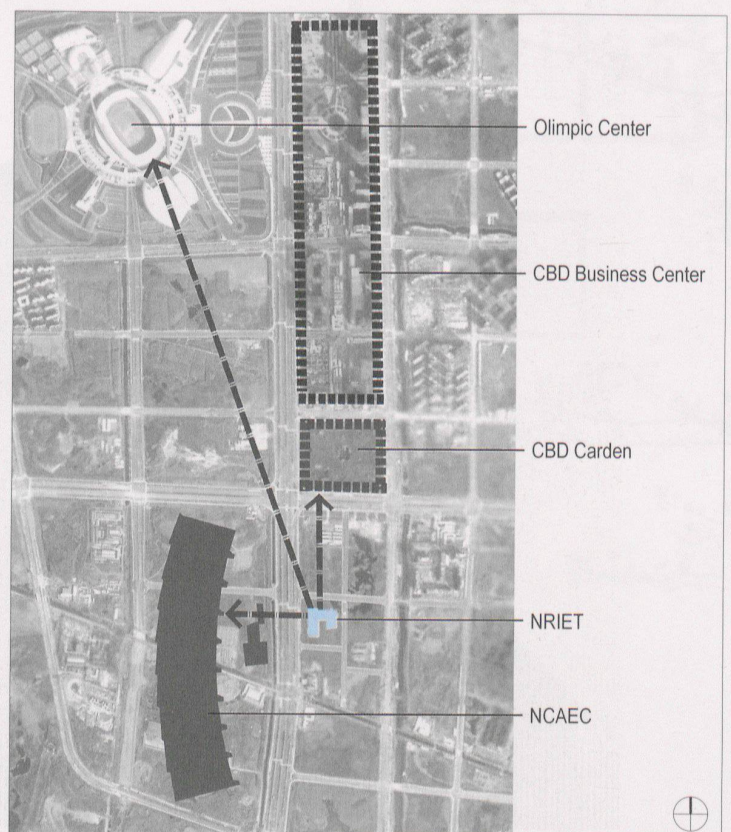 Olimpic Center
CBD Business Center
CBD Carden
NRIET
NCAEC